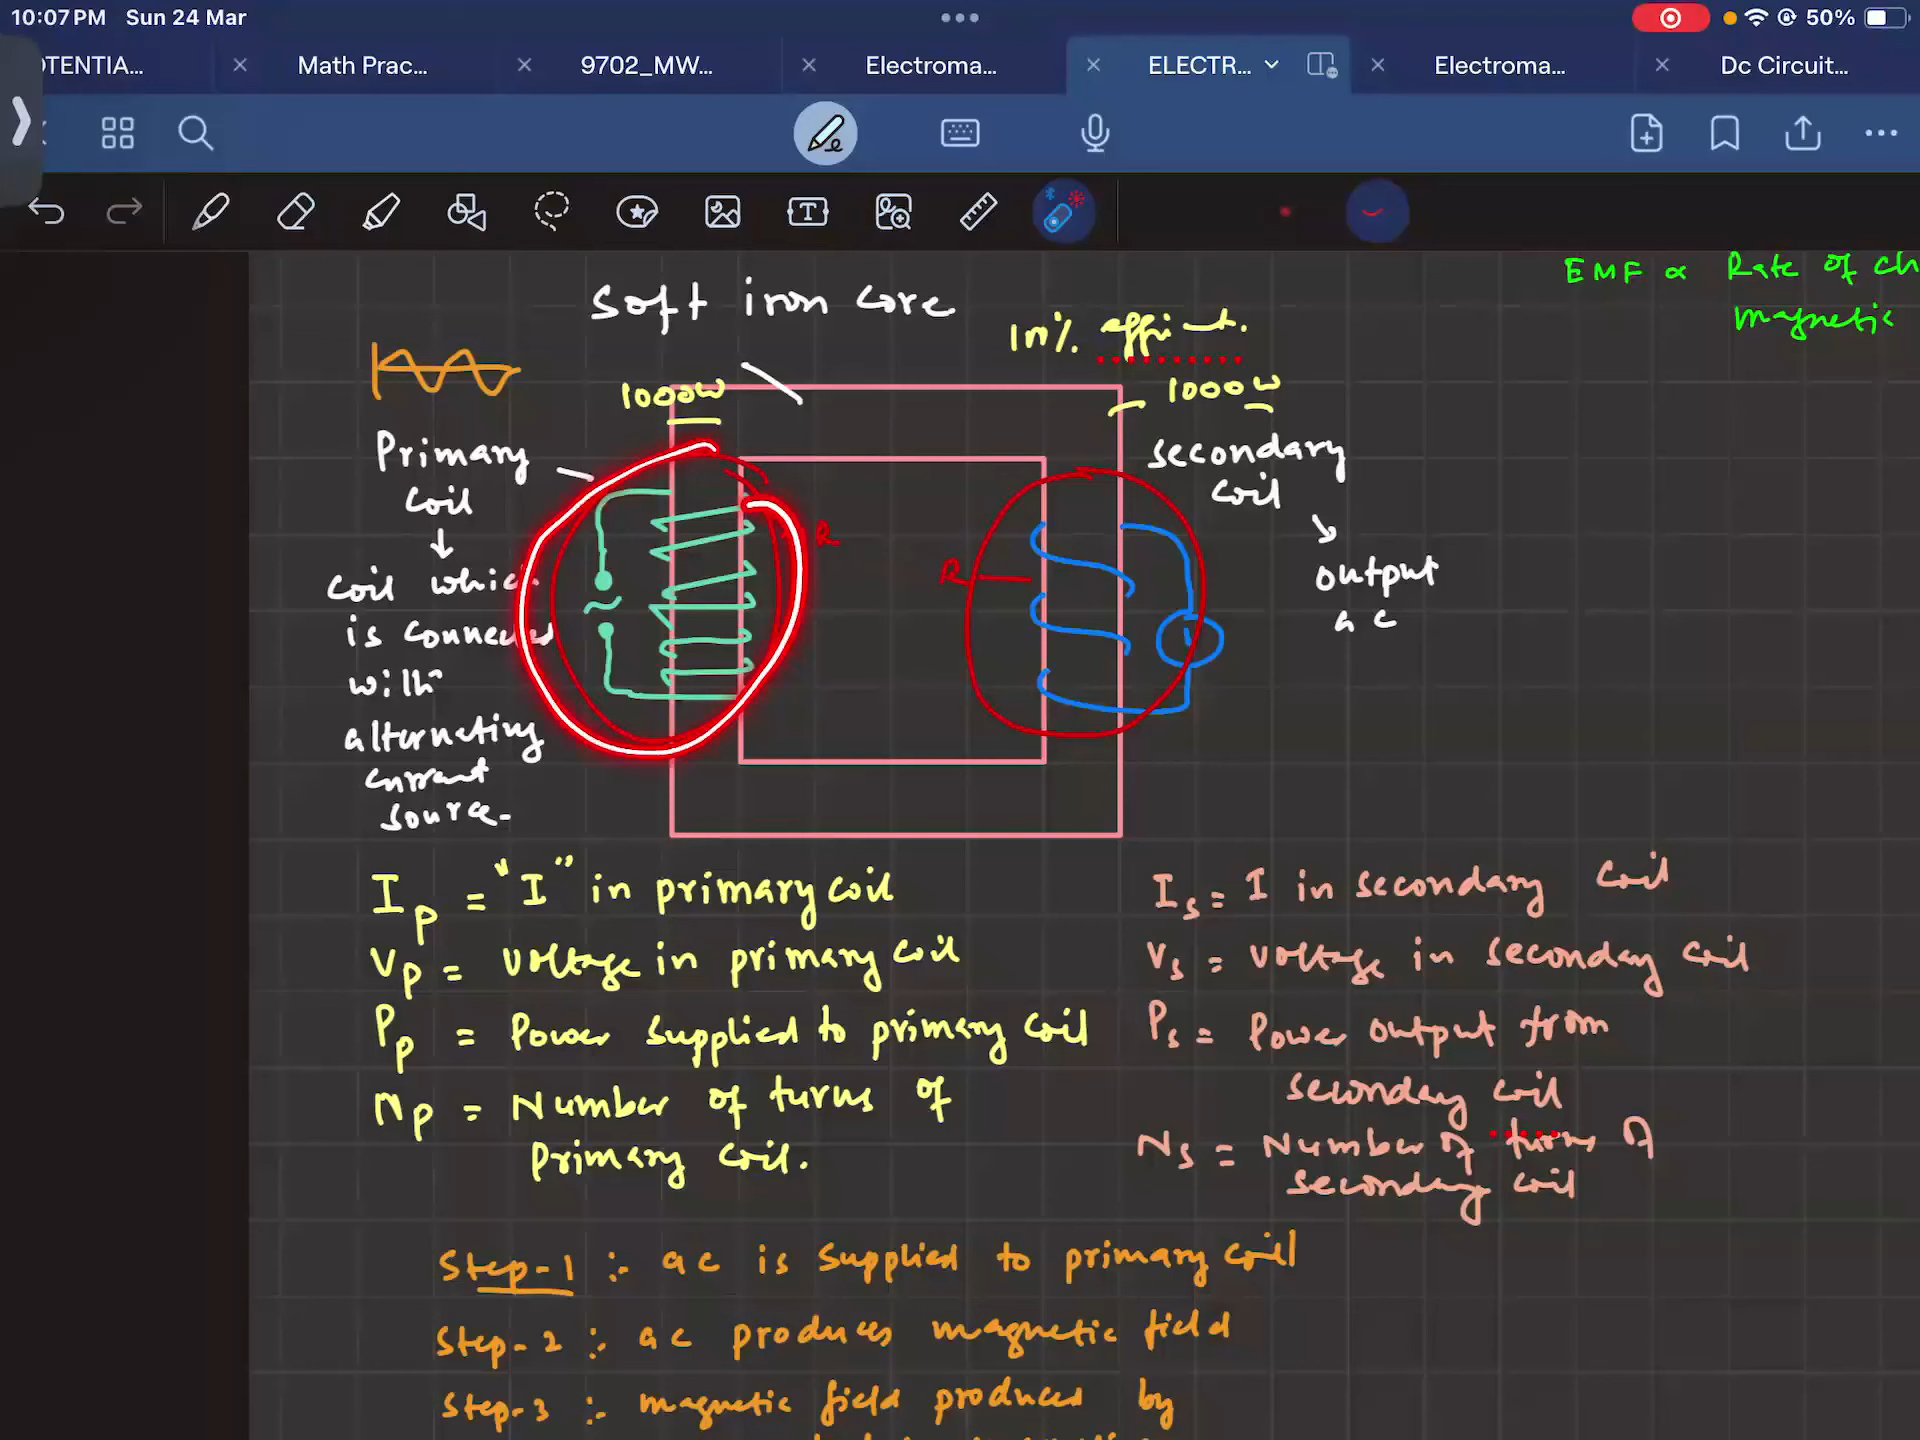 10:07 PM Sun 24 Mar
50%
OTENTIA...
Math Prac...
9702_MW...
Electroma...
ELECTR...
Electroma...
Dc Circuit...
EMF ∝ Rate of ch
magnetic
Soft iron core
100% efficient.
1000W
1000W
Primary
coil
↓
coil which
is connected
with
alternating
current
source.
secondary
coil
output
ac
R
R
V
Ip = "I" in primary coil
Vp = voltage in primary coil
Pp = Power supplied to primary coil
Np = Number of turns of
primary coil.
Is = I in secondary coil
Vs = voltage in seconday coil
Ps = Power output from
seconday coil
Ns = Number of turns of
seconday coil
Step-1 :- ac is supplied to primary coil
Step-2 :- ac produces magnetic field
Step-3 :- magnetic field produced by